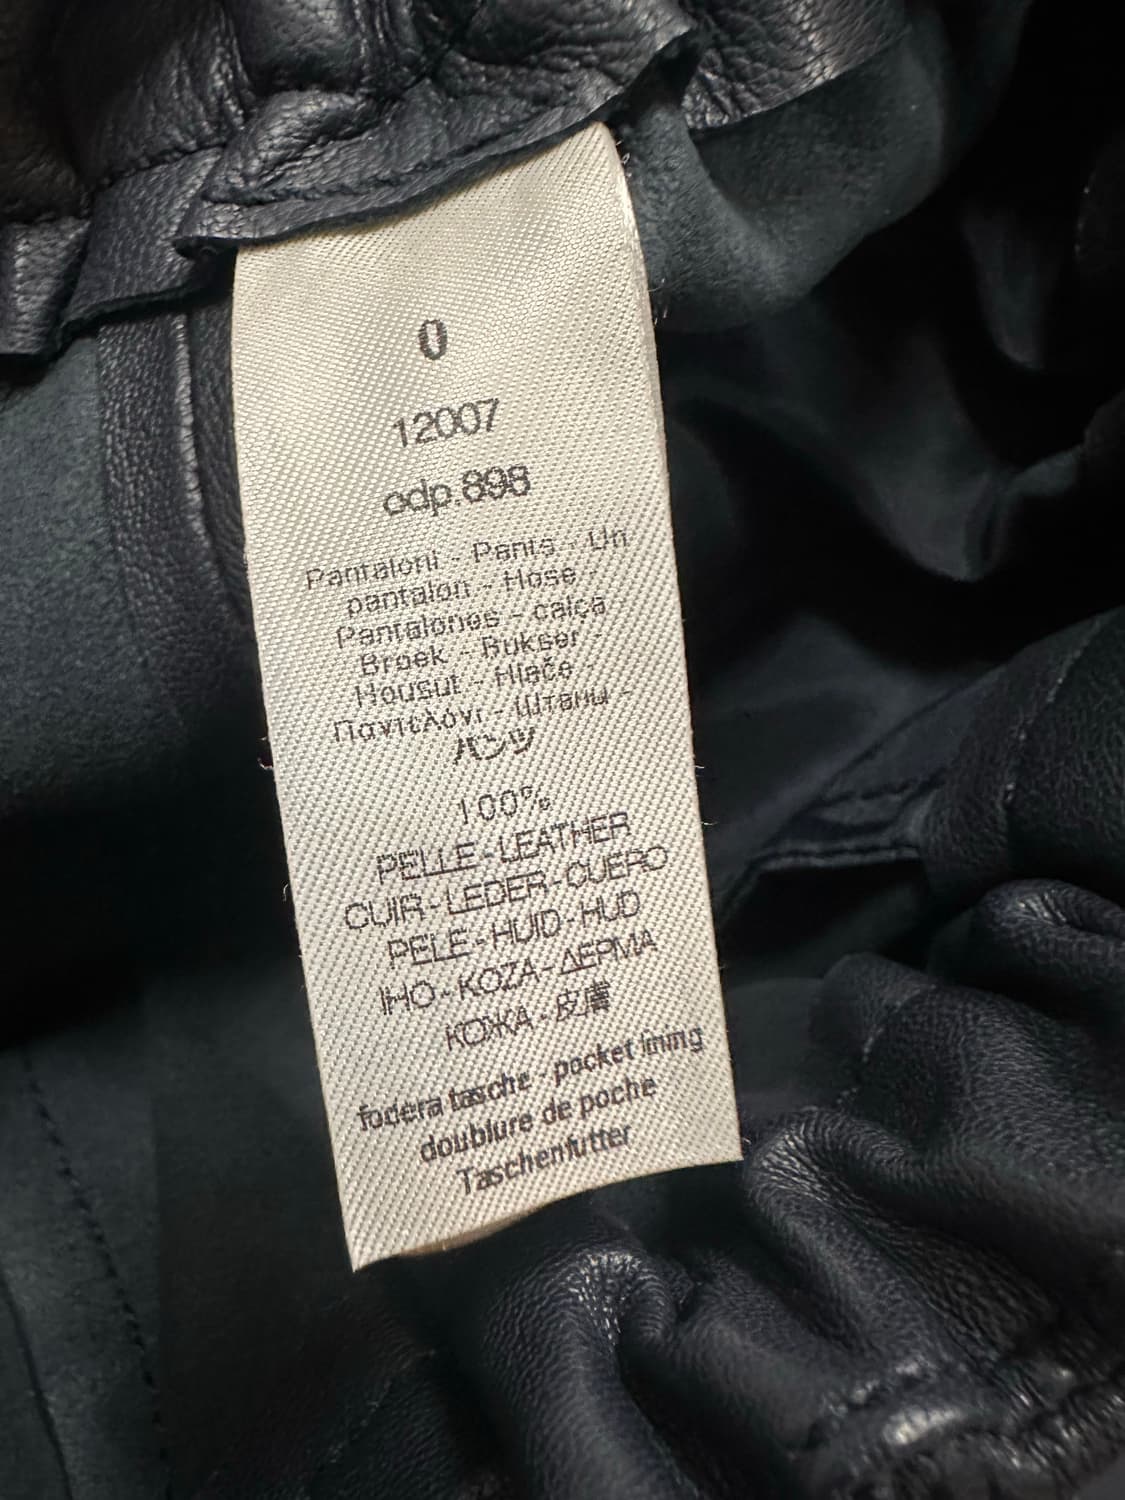 0
12007
odp.898
Pantaloni - Pants - Un
pantalon - Hose -
Pantalones - calça
Broek - Bukser -
Housut - Hlače -
Παντελόνι - Штаны -
パンツ
100%
PELLE-LEATHER
CUIR-LEDER-CUERO
PELE-HUID-HUD
IHO-KOZA-ΔΕΡΜΑ
КОЖА-皮膚
fodera tasche - pocket lining
doublure de poche
Taschenfutter